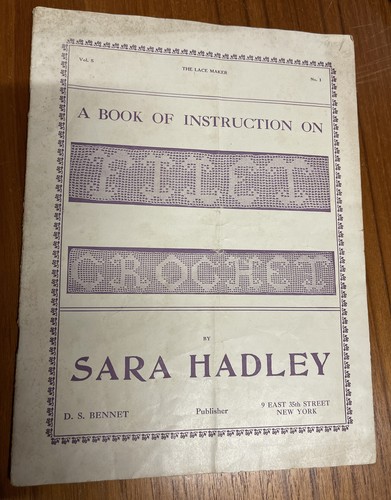 Vol. 8
THE LACE MAKER
No. 1
A BOOK OF INSTRUCTION ON
FILET
CROCHET
BY
SARA HADLEY
D. S. BENNET
Publisher
9 EAST 35th STREET
NEW YORK